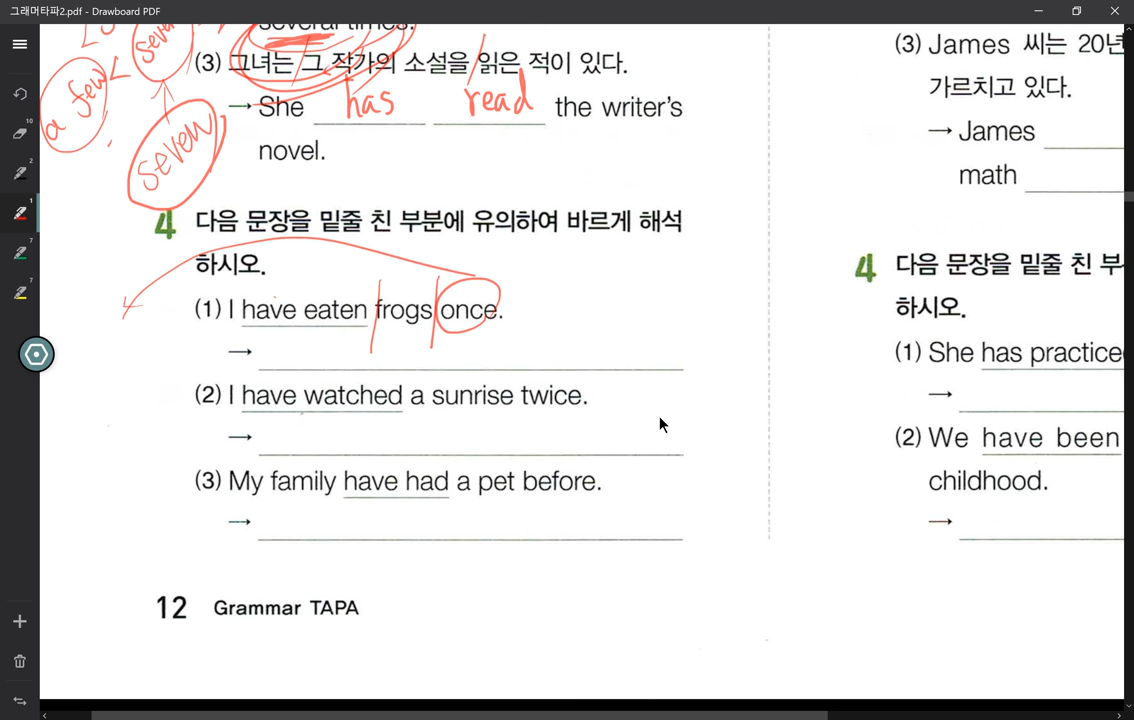 그래머타파2.pdf - Drawboard PDF
several times.
(3) 그녀는 그 작가의 소설을 읽은 적이 있다.
→ She has read the writer's
novel.
a few < 
seven
4 다음 문장을 밑줄 친 부분에 유의하여 바르게 해석
하시오.
(1) I have eaten frogs once.
→
(2) I have watched a sunrise twice.
→
(3) My family have had a pet before.
→
12 Grammar TAPA
(3) James 씨는 20년
가르치고 있다.
→ James
math
4 다음 문장을 밑줄 친 부
하시오.
(1) She has practice
→
(2) We have been
childhood.
→
10
2
1
7
7